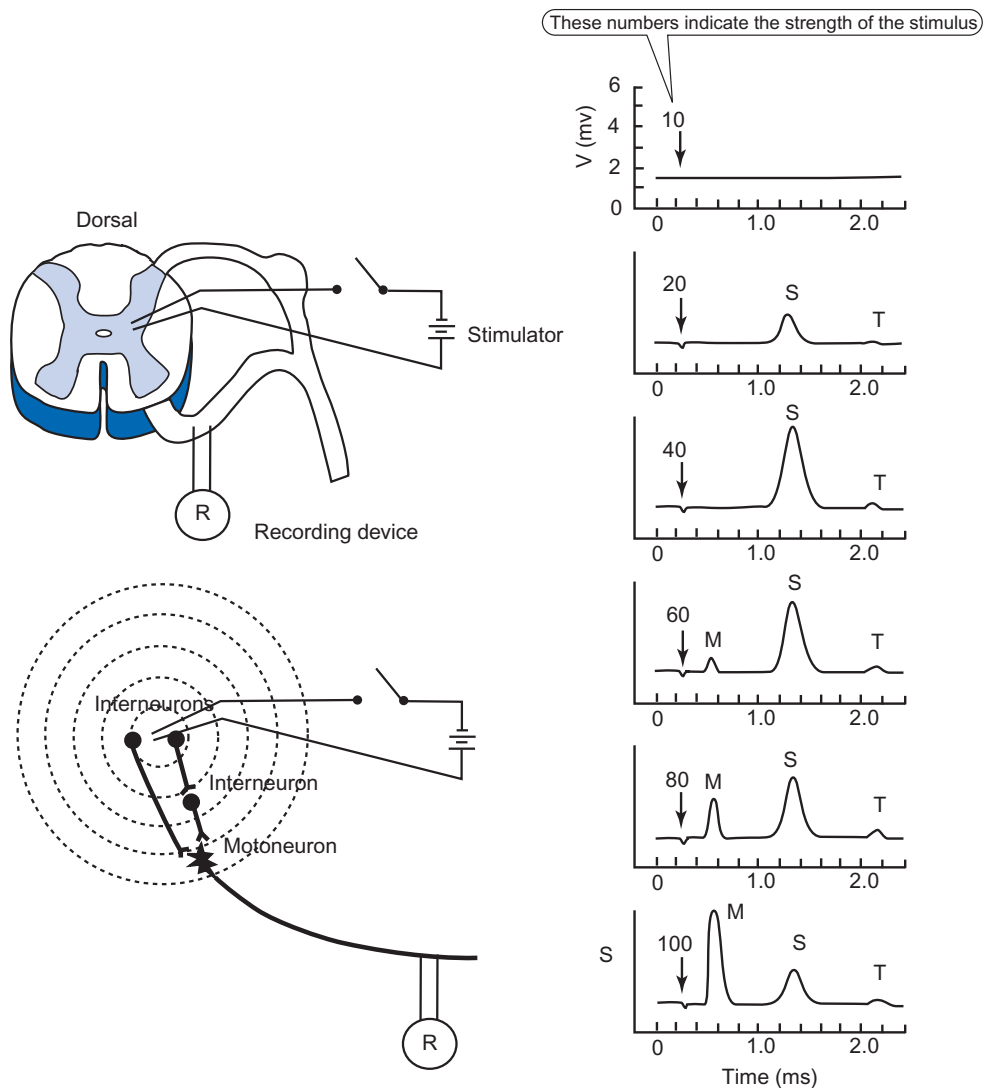 These numbers indicate the strength of the stimulus
6
4
2
0
V (mv)
10
0 1.0 2.0
Dorsal
Stimulator
R
Recording device
20
S
T
0 1.0 2.0
40
S
T
0 1.0 2.0
60
M
S
T
0 1.0 2.0
80
M
S
T
0 1.0 2.0
S
100
M
S
T
0 1.0 2.0
Time (ms)
Interneurons
Interneuron
Motoneuron
R